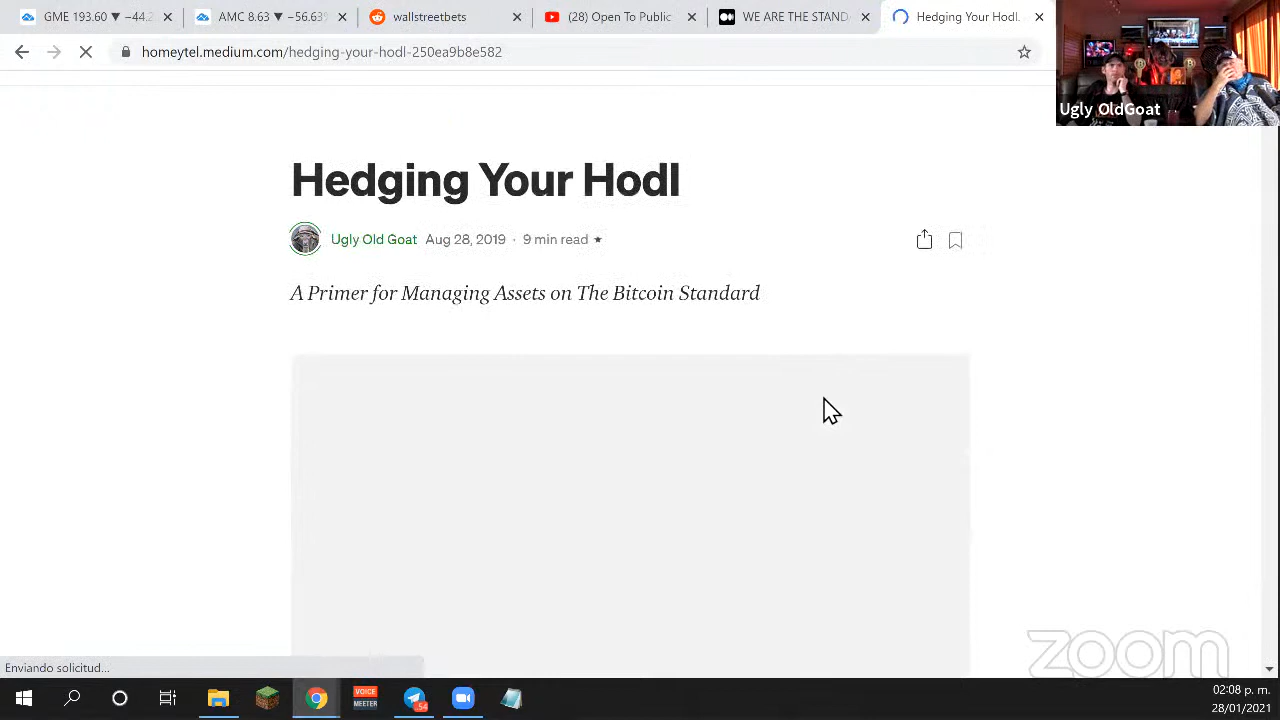 GME 193.60 ▼ −44.
AMC 8.63 ▼ −56.63
wallstreetbets
(28) Open Public
WE ARE THE STAND
Hedging Your Hodl.
homeytel.medium.com/hedging-your-hodl
Ugly OldGoat
Hedging Your Hodl
Ugly Old Goat Aug 28, 2019 · 9 min read ★
A Primer for Managing Assets on The Bitcoin Standard
zoom
Enviando solicitud...
VOICE
MEETER
54
02:08 p. m.
28/01/2021